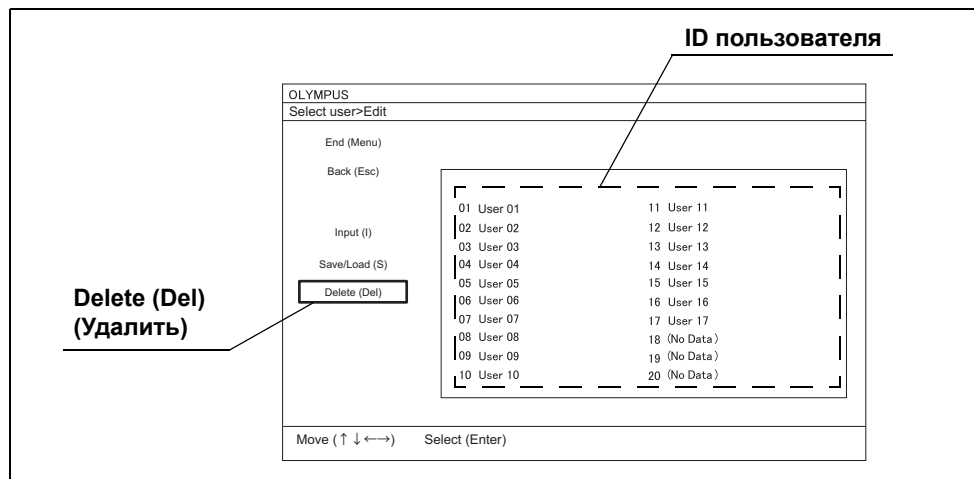 ID пользователя
OLYMPUS
Select user>Edit
End (Menu)
Back (Esc)
Input (I)
Save/Load (S)
Delete (Del)
Delete (Del)
(Удалить)
01 User 01
02 User 02
03 User 03
04 User 04
05 User 05
06 User 06
07 User 07
08 User 08
09 User 09
10 User 10
11 User 11
12 User 12
13 User 13
14 User 14
15 User 15
16 User 16
17 User 17
18 (No Data)
19 (No Data)
20 (No Data)
Move (↑↓←→) Select (Enter)